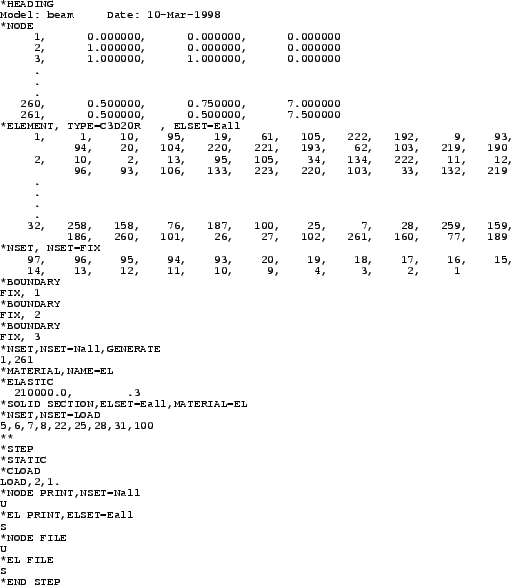 *HEADING
Model: beam     Date: 10-Mar-1998
*NODE
     1,      0.000000,      0.000000,      0.000000
     2,      1.000000,      0.000000,      0.000000
     3,      1.000000,      1.000000,      0.000000
     .
     .
     .
   260,      0.500000,      0.750000,      7.000000
   261,      0.500000,      0.500000,      7.500000
*ELEMENT, TYPE=C3D20R   , ELSET=Eall
     1,     1,    10,    95,    19,    61,   105,   222,   192,     9,    93,
           94,    20,   104,   220,   221,   193,    62,   103,   219,   190
     2,    10,     2,    13,    95,   105,    34,   134,   222,    11,    12,
           96,    93,   106,   133,   223,   220,   103,    33,   132,   219
     .
     .
     .
     .
    32,   258,   158,    76,   187,   100,    25,     7,    28,   259,   159,
          186,   260,   101,    26,    27,   102,   261,   160,    77,   189
*NSET, NSET=FIX
    97,    96,    95,    94,    93,    20,    19,    18,    17,    16,    15,
    14,    13,    12,    11,    10,     9,     4,     3,     2,     1
*BOUNDARY
FIX, 1
*BOUNDARY
FIX, 2
*BOUNDARY
FIX, 3
*NSET,NSET=Nall,GENERATE
1,261
*MATERIAL,NAME=EL
*ELASTIC
  210000.0,        .3
*SOLID SECTION,ELSET=Eall,MATERIAL=EL
*NSET,NSET=LOAD
5,6,7,8,22,25,28,31,100
**
*STEP
*STATIC
*CLOAD
LOAD,2,1.
*NODE PRINT,NSET=Nall
U
*EL PRINT,ELSET=Eall
S
*NODE FILE
U
*EL FILE
S
*END STEP